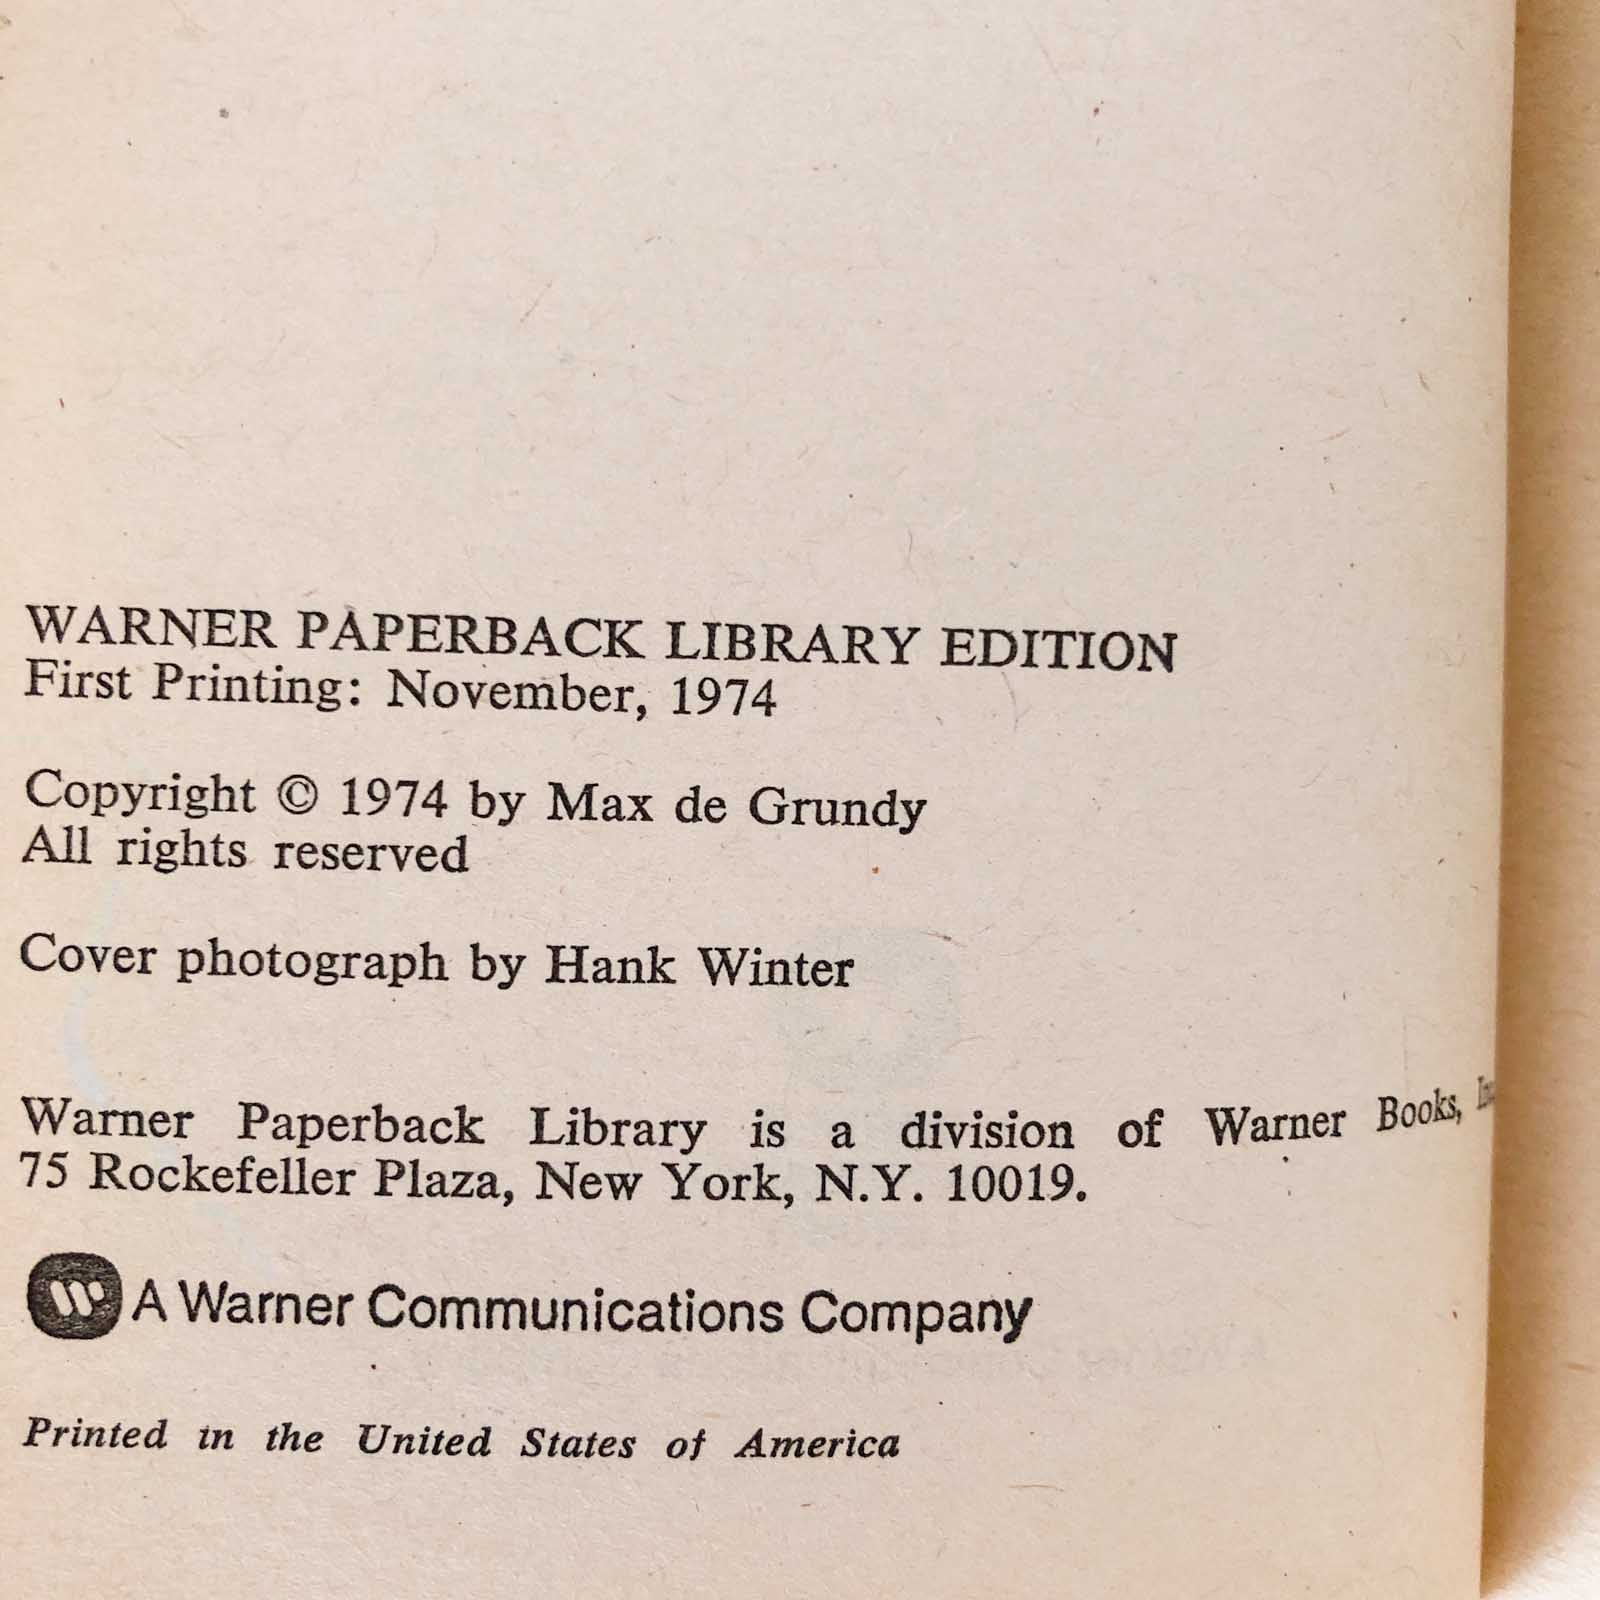 WARNER PAPERBACK LIBRARY EDITION
First Printing: November, 1974
Copyright © 1974 by Max de Grundy
All rights reserved
Cover photograph by Hank Winter
Warner Paperback Library is a division of Warner Books,
75 Rockefeller Plaza, New York, N.Y. 10019.
W A Warner Communications Company
Printed in the United States of America